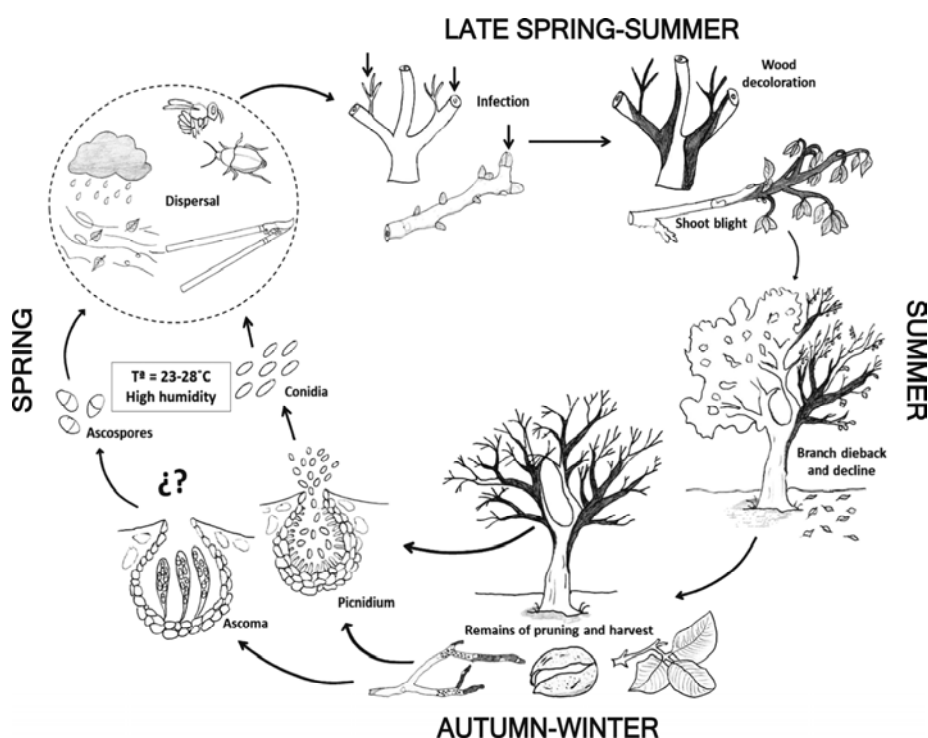 LATE SPRING-SUMMER
Infection
Wood
decoloration
Dispersal
Shoot blight
SPRING
SUMMER
Tª = 23-28˚C
High humidity
Conidia
Ascospores
Branch dieback
and decline
¿?
Picnidium
Ascoma
Remains of pruning and harvest
AUTUMN-WINTER